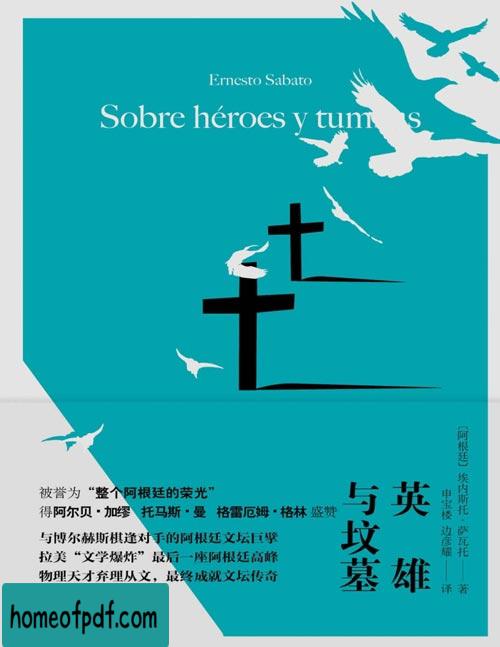 Ernesto Sabato
Sobre héroes y tumbas
被誉为“整个阿根廷的荣光”
得阿尔贝·加缪 托马斯·曼 格雷厄姆·格林 盛赞
与博尔赫斯棋逢对手的阿根廷文坛巨擘
拉美“文学爆炸”最后一座阿根廷高峰
物理天才弃理从文，最终成就文坛传奇
英雄
与坟墓
［阿根廷］埃内斯托·萨瓦托——著
申宝楼 边彦耀——译
homeofpdf.com